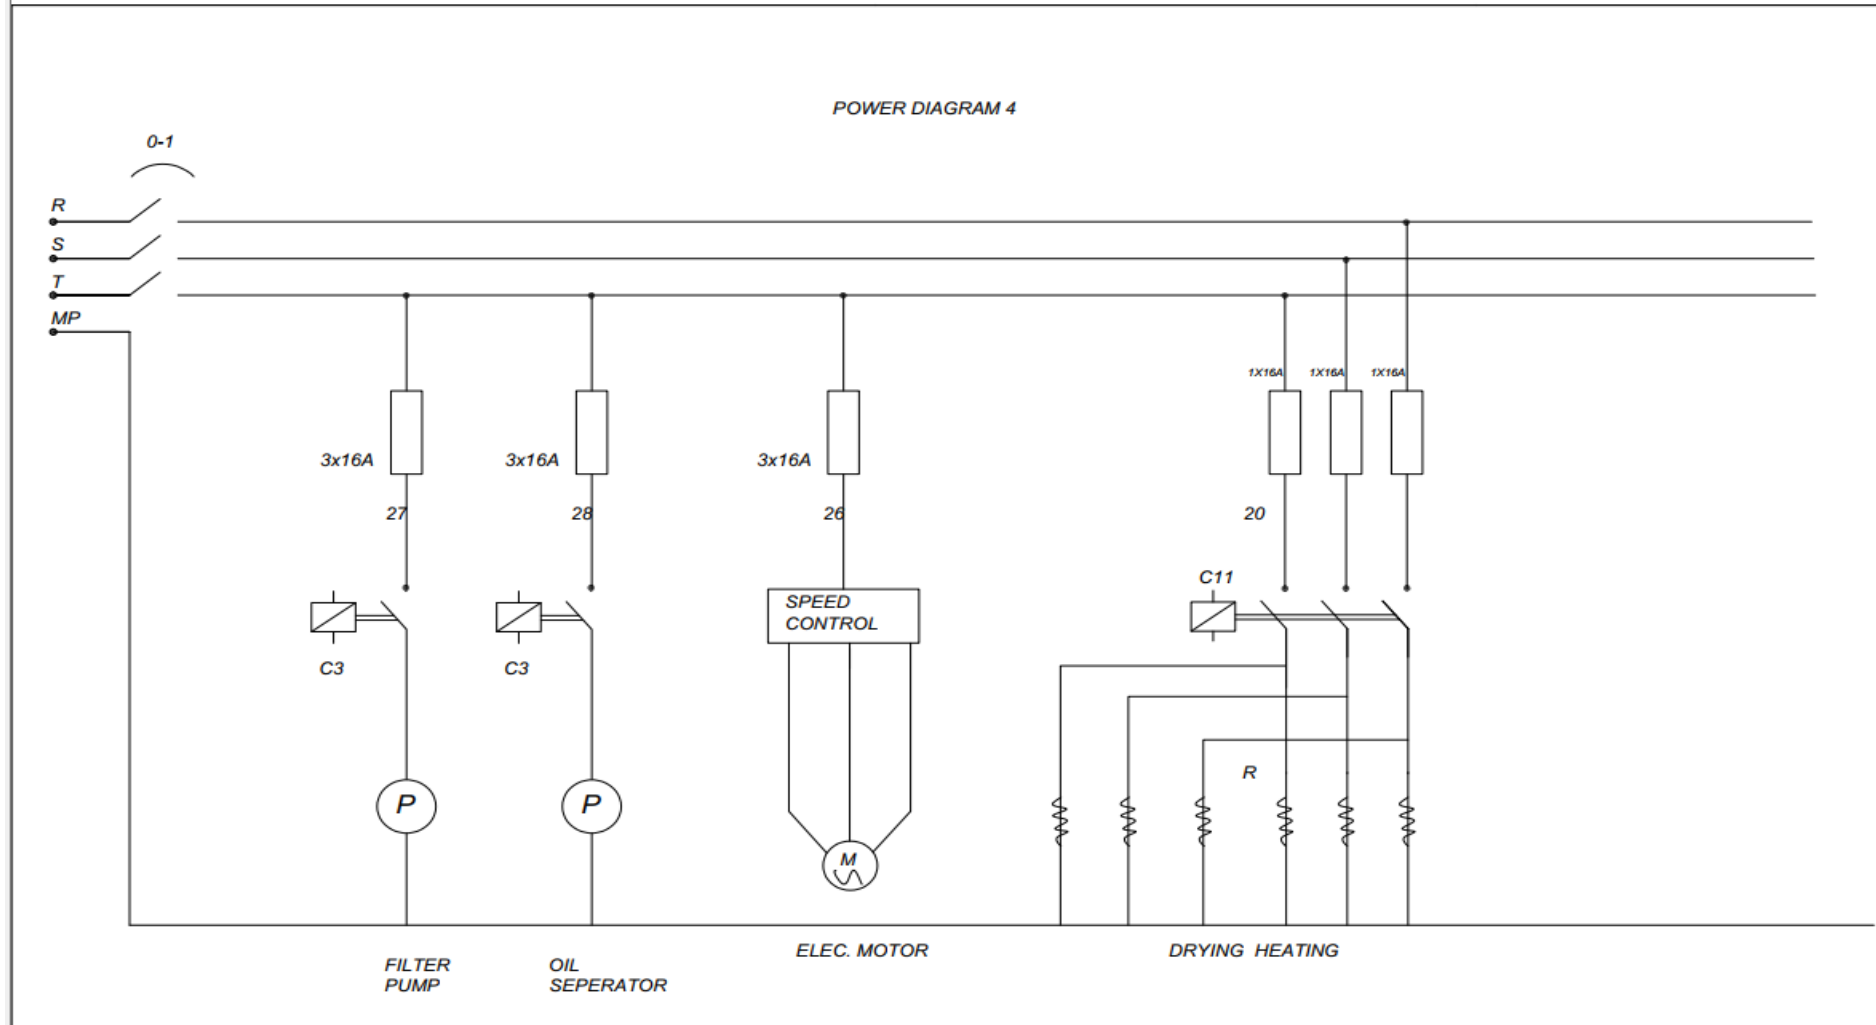 POWER DIAGRAM 4
0-1
R
S
T
MP
1X16A 1X16A 1X16A
3x16A 3x16A 3x16A
27 28 26 20
C11
SPEED
CONTROL
C3 C3
R
P P
M
ELEC. MOTOR DRYING HEATING
FILTER
PUMP
OIL
SEPERATOR